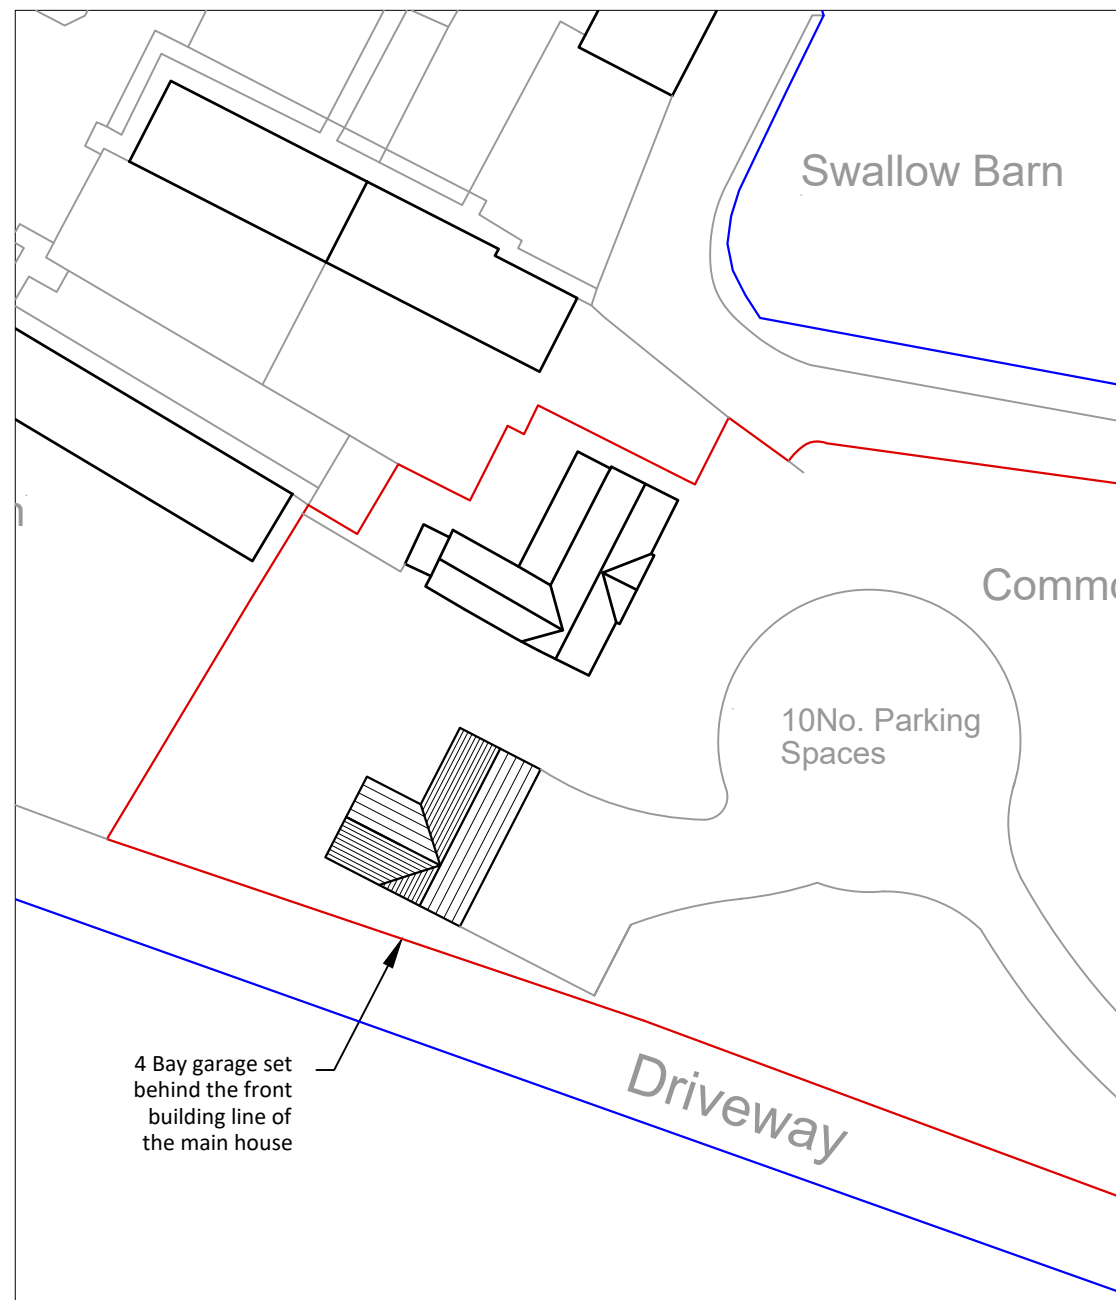 Swallow Barn
Commo
10No. Parking
Spaces
4 Bay garage set
behind the front
building line of
the main house
Driveway